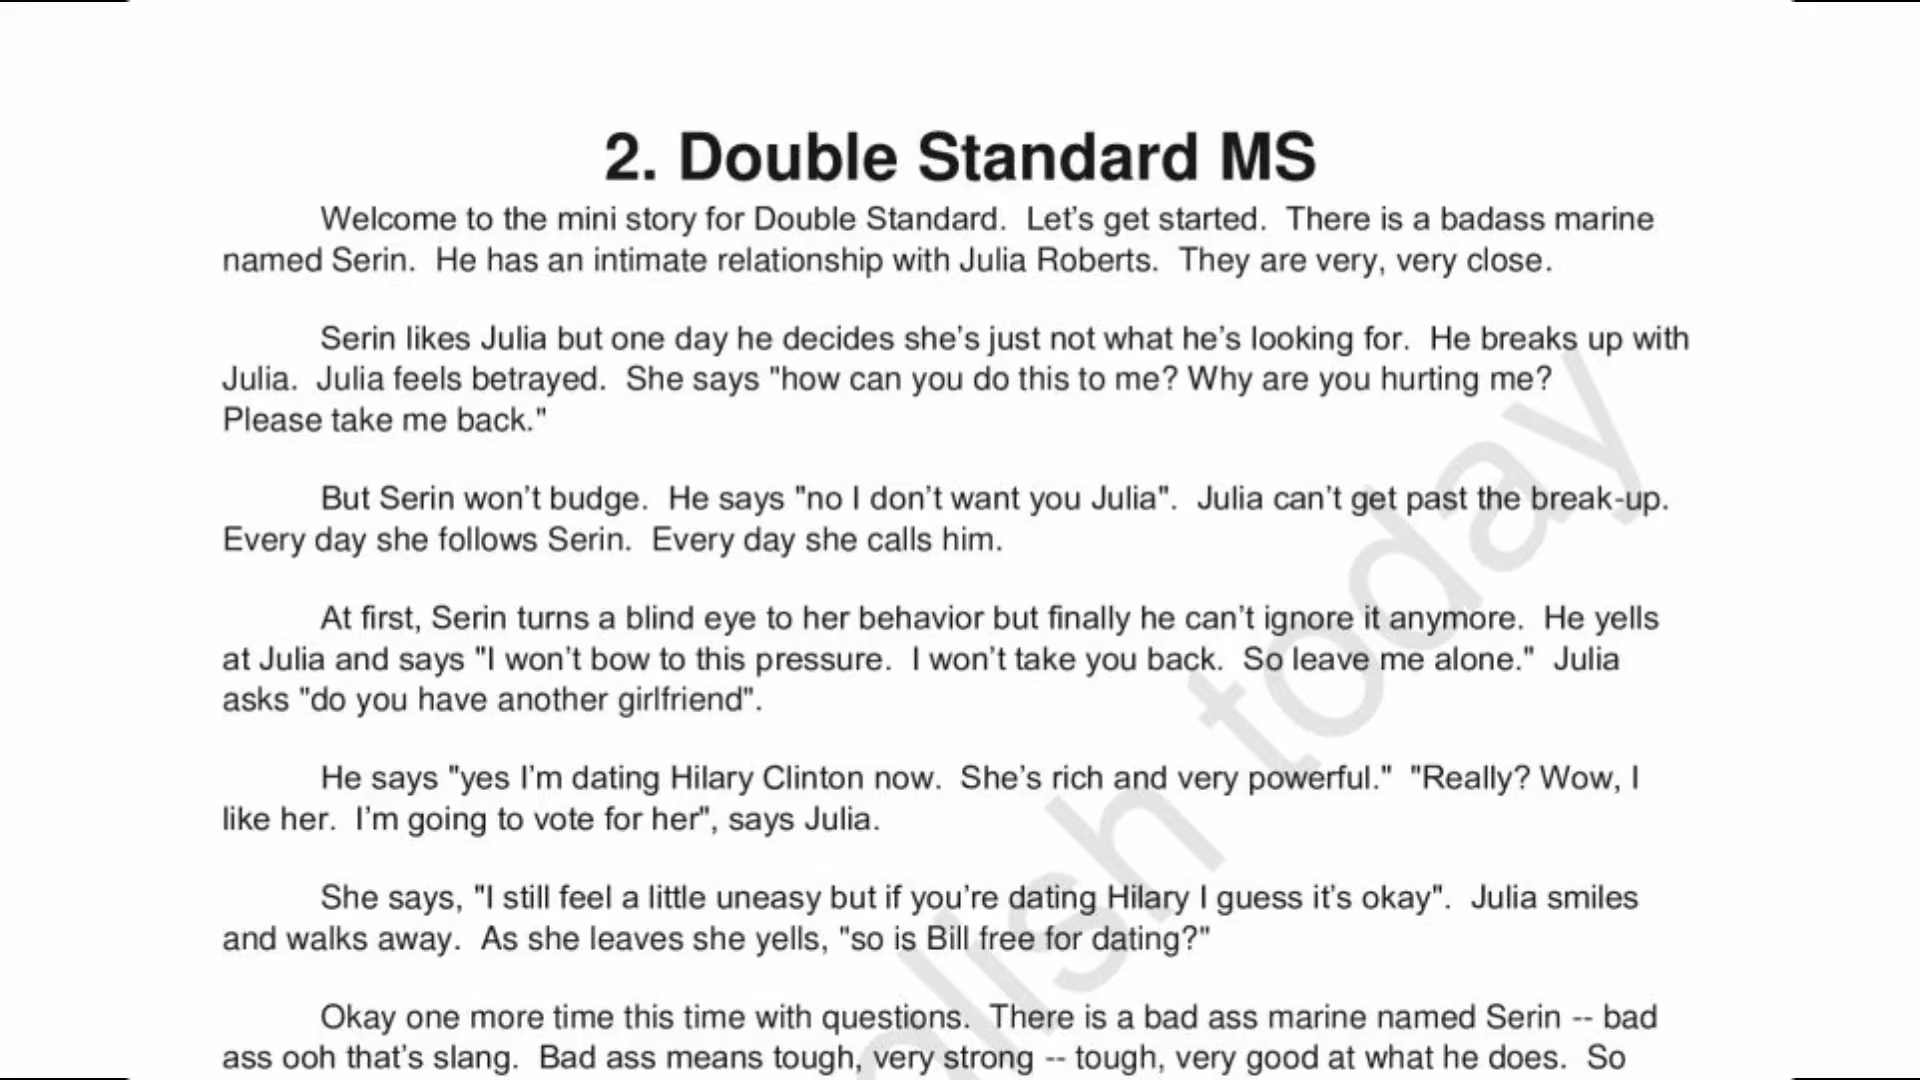 2. Double Standard MS
Welcome to the mini story for Double Standard.  Let's get started.  There is a badass marine
named Serin.  He has an intimate relationship with Julia Roberts.  They are very, very close.
Serin likes Julia but one day he decides she's just not what he's looking for.  He breaks up with
Julia.  Julia feels betrayed.  She says "how can you do this to me? Why are you hurting me?
Please take me back."
But Serin won't budge.  He says "no I don't want you Julia".  Julia can't get past the break-up.
Every day she follows Serin.  Every day she calls him.
At first, Serin turns a blind eye to her behavior but finally he can't ignore it anymore.  He yells
at Julia and says "I won't bow to this pressure.  I won't take you back.  So leave me alone."  Julia
asks "do you have another girlfriend".
He says "yes I'm dating Hilary Clinton now.  She's rich and very powerful." "Really? Wow, I
like her.  I'm going to vote for her", says Julia.
She says, "I still feel a little uneasy but if you're dating Hilary I guess it's okay".  Julia smiles
and walks away.  As she leaves she yells, "so is Bill free for dating?"
Okay one more time this time with questions.  There is a bad ass marine named Serin -- bad
ass ooh that's slang.  Bad ass means tough, very strong -- tough, very good at what he does.  So
glish today